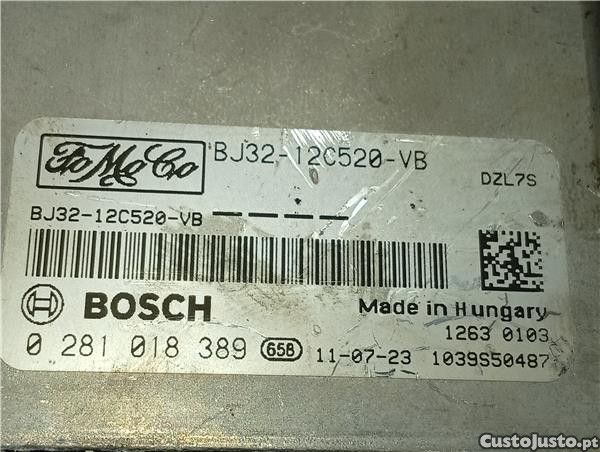 FoMoCo BJ32-12C520-VB
DZL7S
BJ32-12C520-VB — — — —
BOSCH Made in Hungary
1263 0103
0 281 018 389 658 11-07-23 1039S50487
CustoJusto.pt